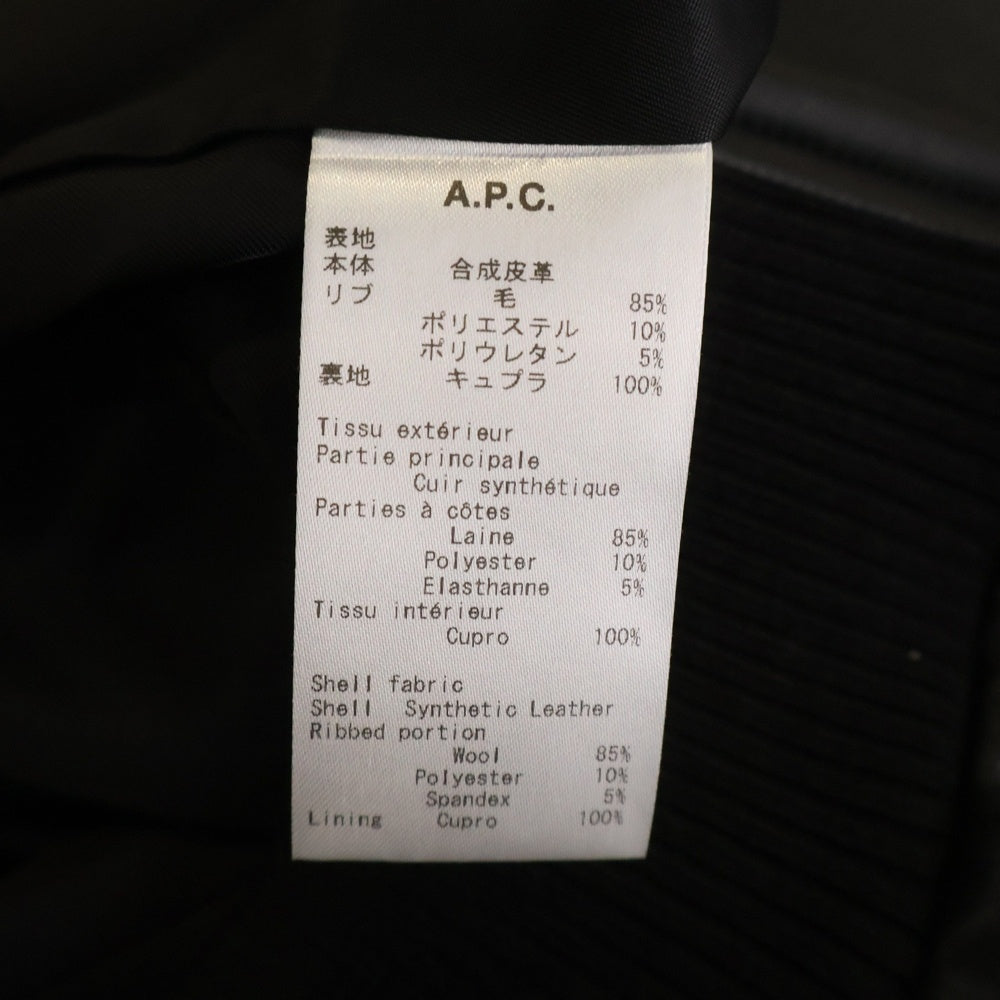 A.P.C.
表地
本体 合成皮革
リブ 毛 85%
ポリエステル 10%
ポリウレタン 5%
裏地 キュプラ 100%
Tissu extérieur
Partie principale
Cuir synthétique
Parties à côtes
Laine 85%
Polyester 10%
Elasthanne 5%
Tissu intérieur
Cupro 100%
Shell fabric
Shell Synthetic Leather
Ribbed portion
Wool 85%
Polyester 10%
Spandex 5%
Lining Cupro 100%